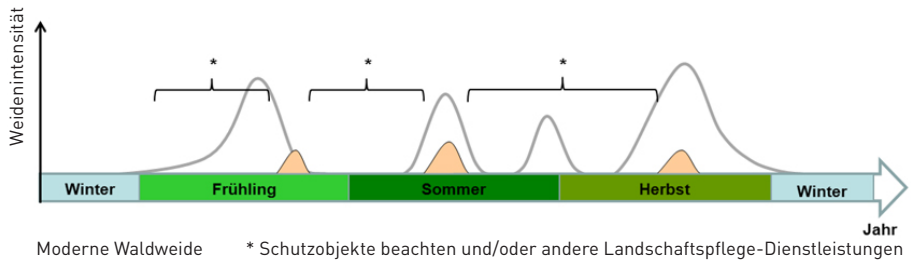 Weidenintensität
* * *
Winter Frühling Sommer Herbst Winter
Jahr
Moderne Waldweide * Schutzobjekte beachten und/oder andere Landschaftspflege-Dienstleistungen